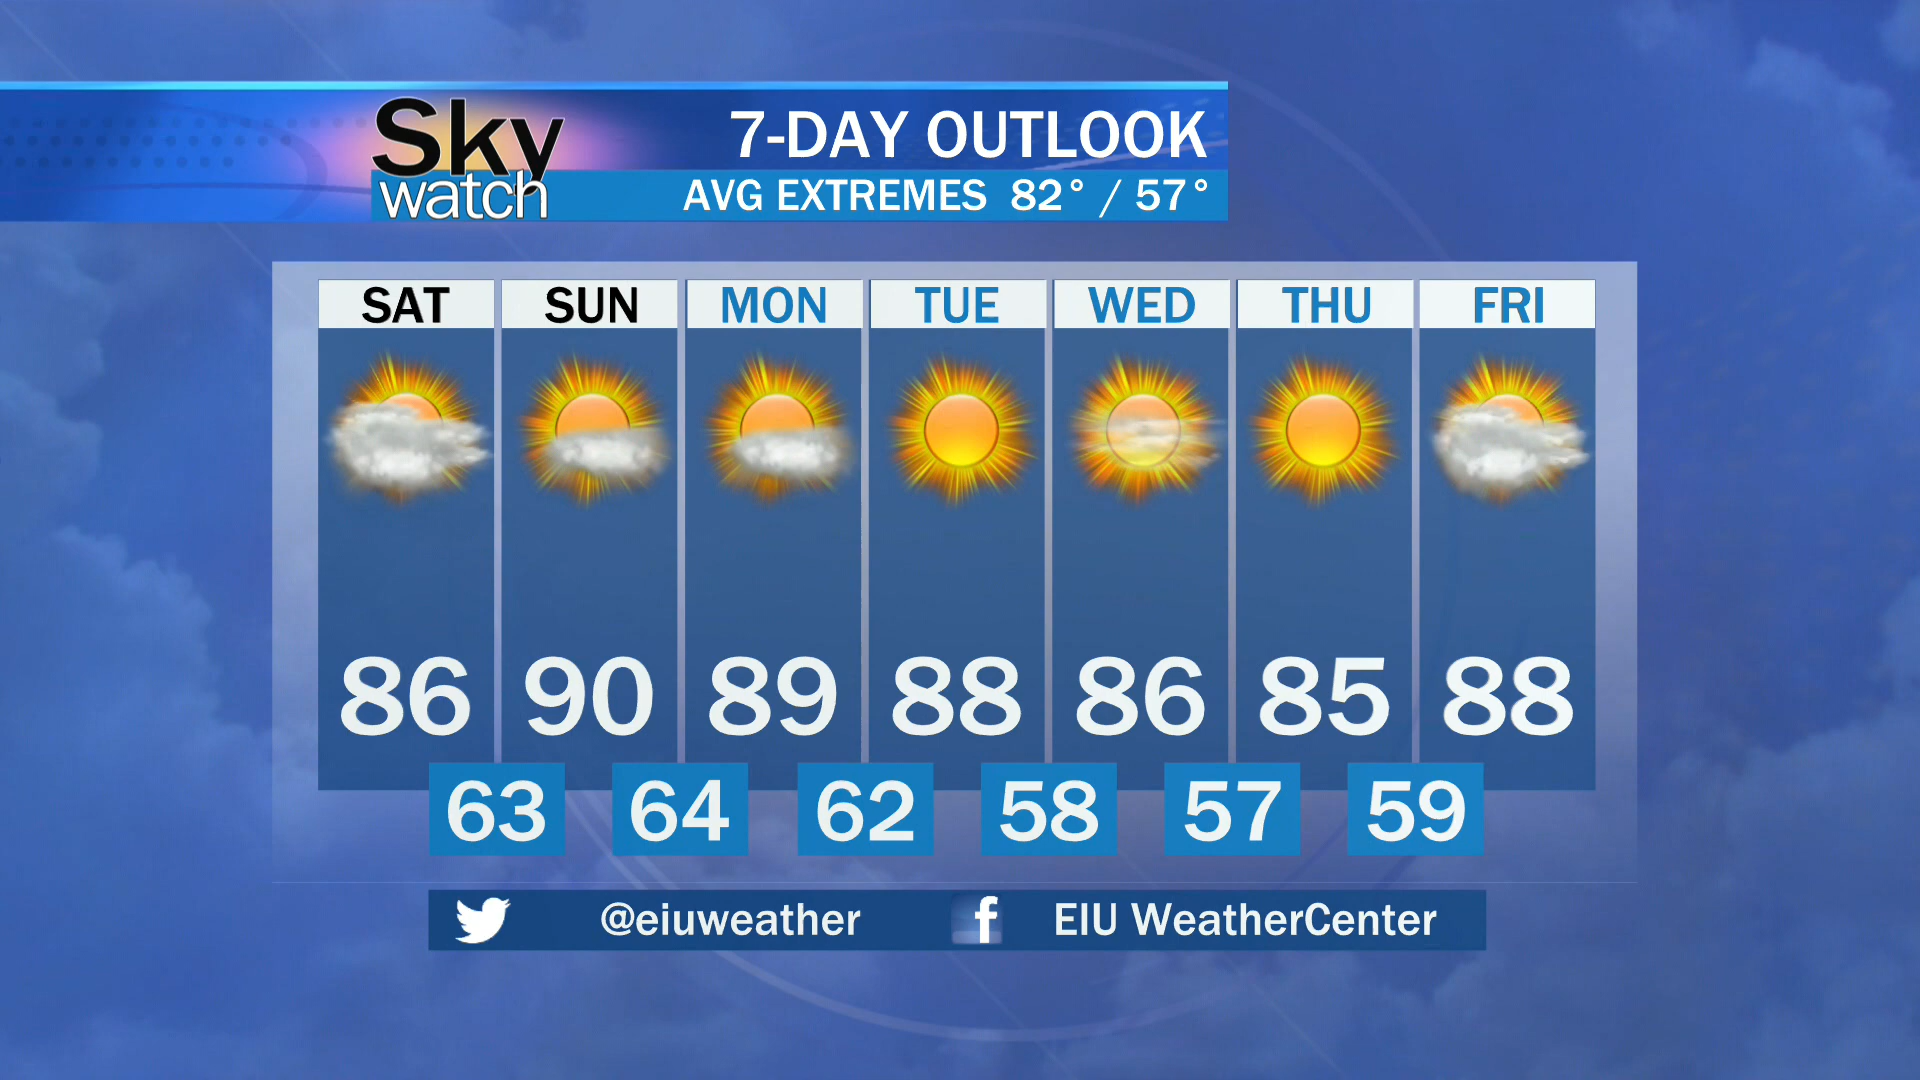 Sky
watch
7-DAY OUTLOOK
AVG EXTREMES 82° / 57°
SAT SUN MON TUE WED THU FRI
86 90 89 88 86 85 88
63 64 62 58 57 59
@eiuweather f EIU WeatherCenter